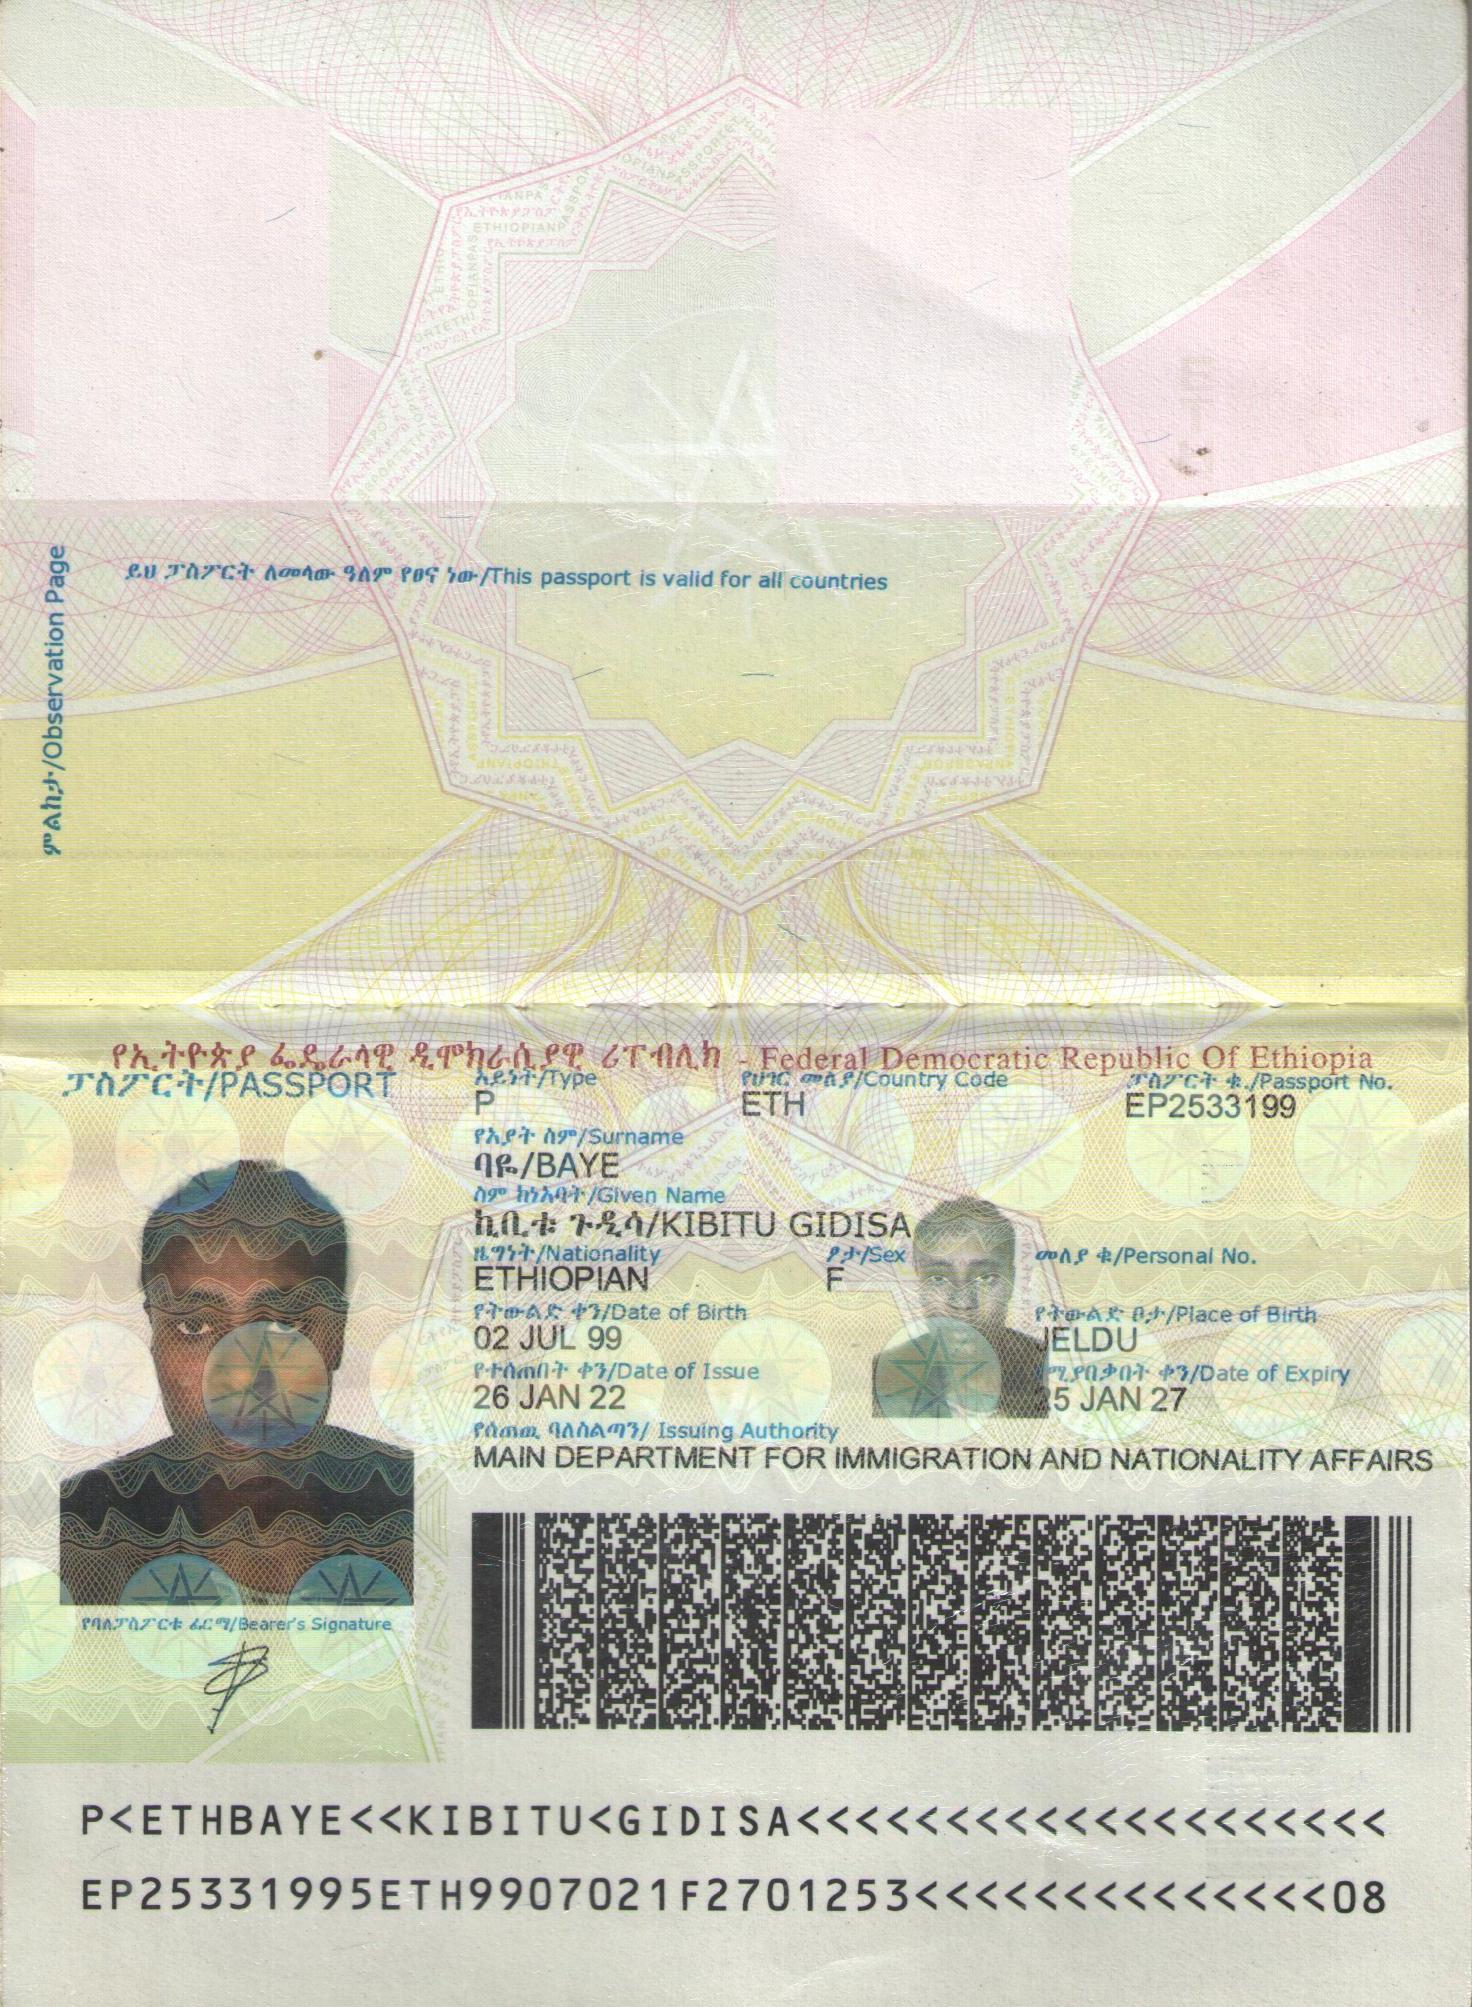 ምልከታ/Observation Page
ይህ ፓስፖርት ለመላው ዓለም የፀና ነው/This passport is valid for all countries
የኢትዮጵያ ፌዴራላዊ ዲሞክራሲያዊ ሪፐብሊክ - Federal Democratic Republic Of Ethiopia
ፓስፖርት/PASSPORT
አይነት/Type
የሀገር መለያ/Country Code
ፓስፖርት ቁ./Passport No.
P
ETH
EP2533199
የአያት ስም/Surname
ባዬ/BAYE
ስም ከነአባት/Given Name
ኪቢቱ ጉዲሳ/KIBITU GIDISA
ዜግነት/Nationality
ፆታ/Sex
መለያ ቁ/Personal No.
ETHIOPIAN
F
የትውልድ ቀን/Date of Birth
የትውልድ ቦታ/Place of Birth
02 JUL 99
JELDU
የተሰጠበት ቀን/Date of Issue
የሚያበቃበት ቀን/Date of Expiry
26 JAN 22
25 JAN 27
የሰጠዉ ባለስልጣን/ Issuing Authority
MAIN DEPARTMENT FOR IMMIGRATION AND NATIONALITY AFFAIRS
የባለፓስፖርቱ ፊርማ/Bearer's Signature
P<ETHBAYE<<KIBITU<GIDISA<<<<<<<<<<<<<<<<<<<<
EP25331995ETH9907021F2701253<<<<<<<<<<<<<<08